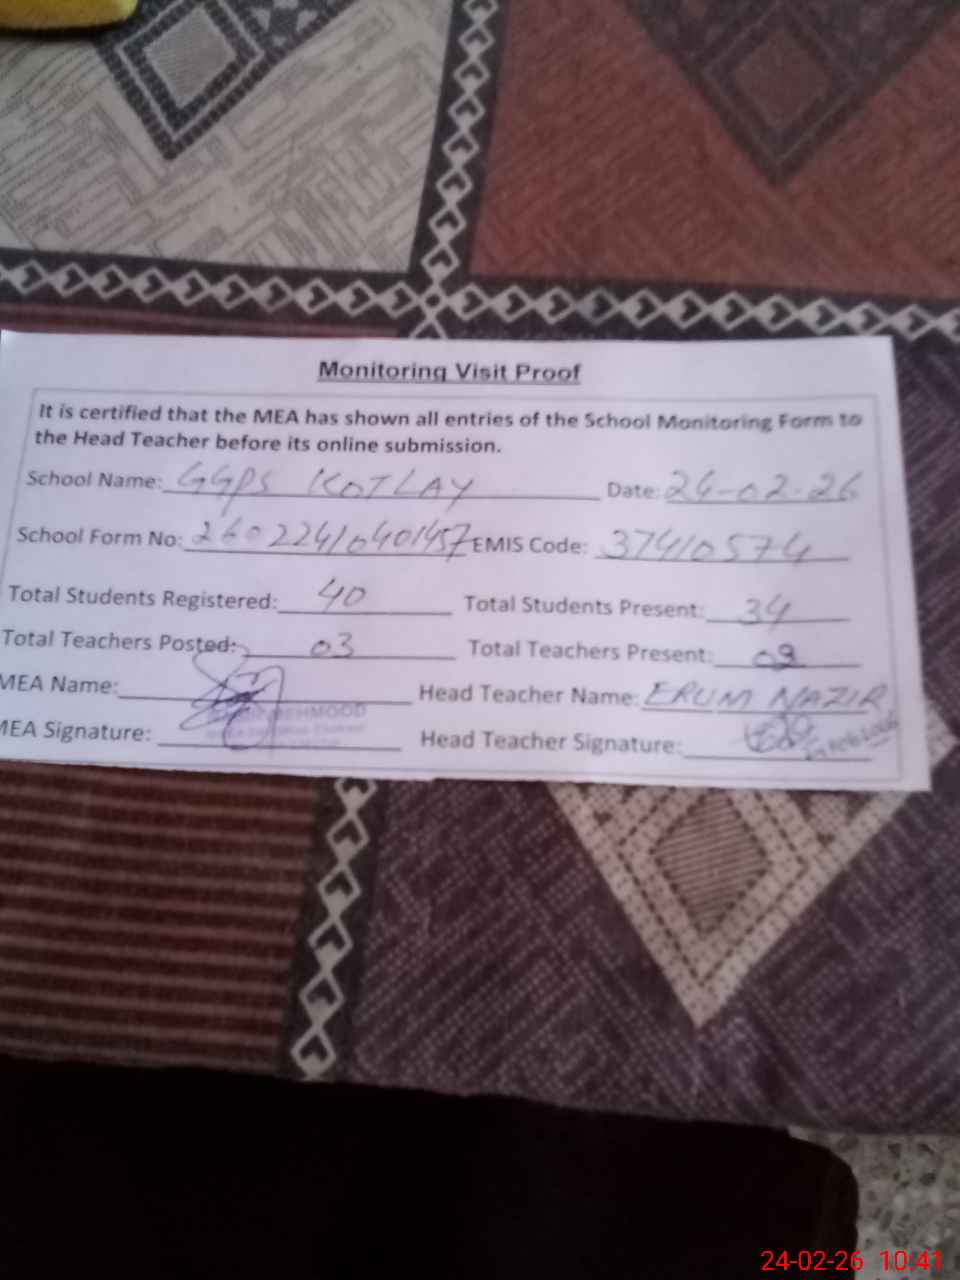 Monitoring Visit Proof
It is certified that the MEA has shown all entries of the School Monitoring Form to
the Head Teacher before its online submission.
School Name: GGPS KOTLAY Date: 24-02-26
School Form No: 26022410401457 EMIS Code: 37410574
Total Students Registered: 40 Total Students Present: 34
Total Teachers Posted: 03 Total Teachers Present:
MEA Name: Head Teacher Name: ERUM NAZIR
MEHMOOD
MEA Signature: Head Teacher Signature:
24-02-26 10:41